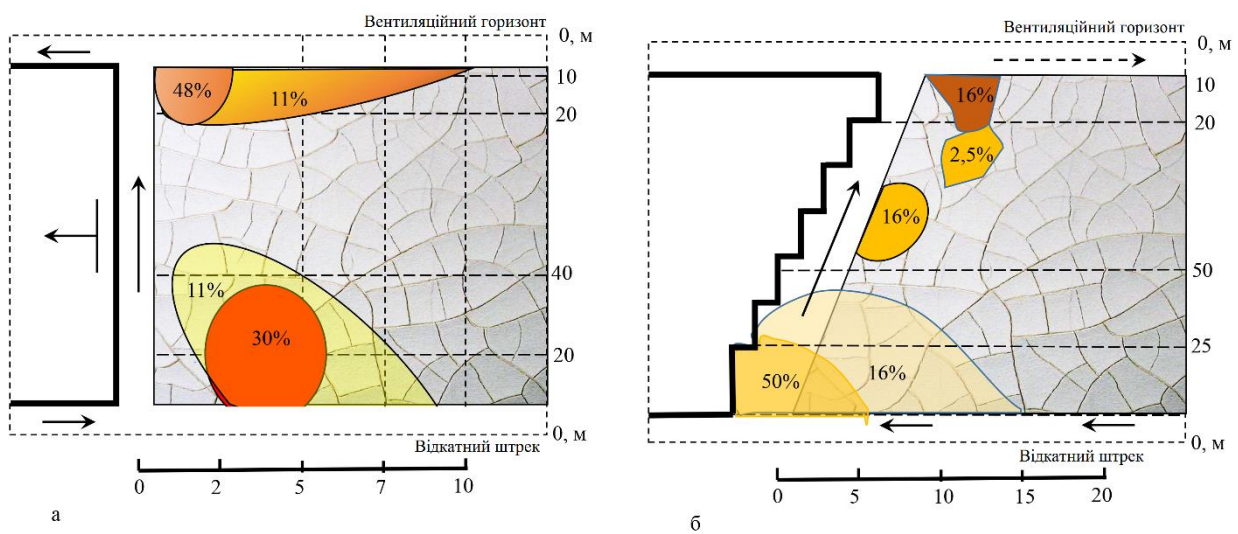 Вентиляційний горизонт
0, м
10
20
48%
11%
40
11%
30%
20
0, м
Відкатний штрек
0
2
5
7
10
а
Вентиляційний горизонт
0, м
10
16%
20
2,5%
16%
50
25
50%
16%
0, м
Відкатний штрек
0
5
10
15
20
б